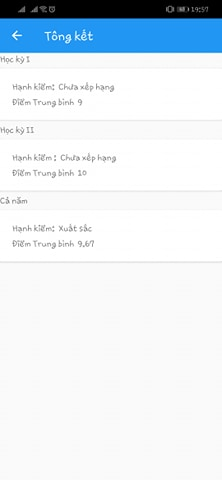 19:57
Tổng kết
Học kỳ I
Hạnh kiểm: Chưa xếp hạng
Điểm Trung bình 9
Học kỳ II
Hạnh kiểm: Chưa xếp hạng
Điểm Trung bình 10
Cả năm
Hạnh kiểm: Xuất sắc
Điểm Trung bình 9.67